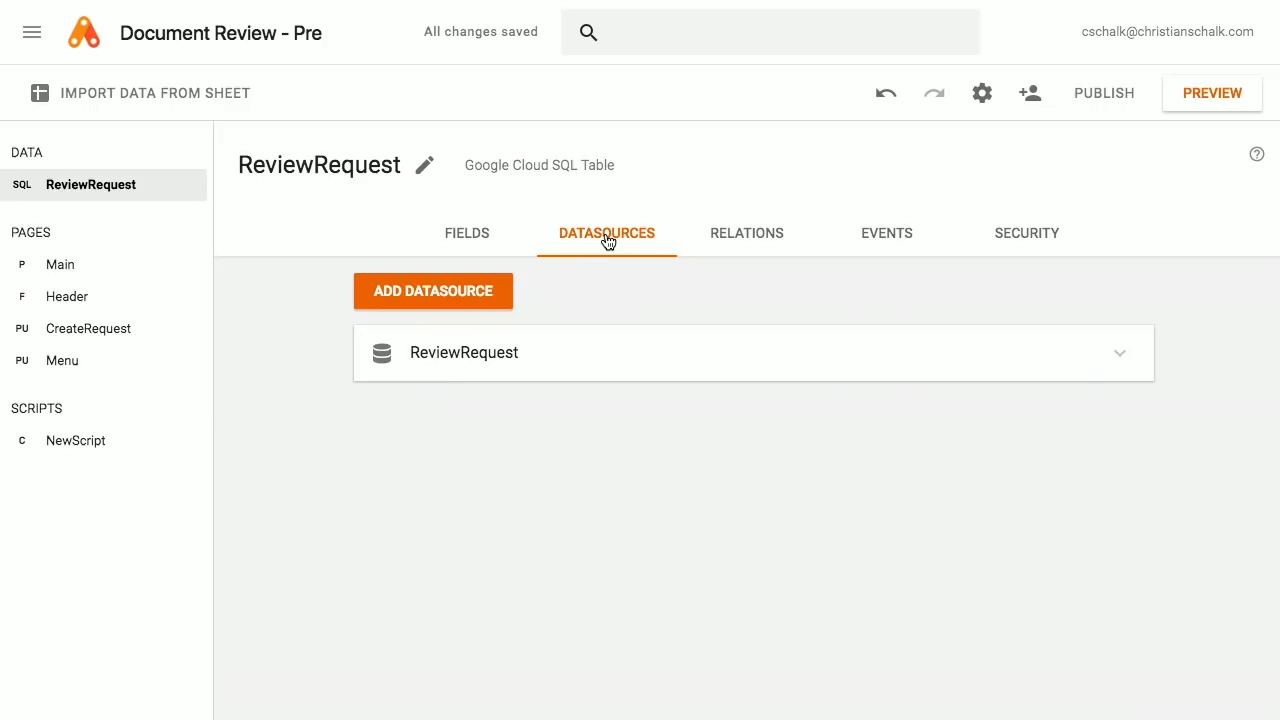 Document Review - Pre
All changes saved
cschalk@christianschalk.com
IMPORT DATA FROM SHEET
PUBLISH
PREVIEW
DATA
SQL ReviewRequest
PAGES
P Main
F Header
PU CreateRequest
PU Menu
SCRIPTS
C NewScript
ReviewRequest
Google Cloud SQL Table
FIELDS
DATASOURCES
RELATIONS
EVENTS
SECURITY
ADD DATASOURCE
ReviewRequest